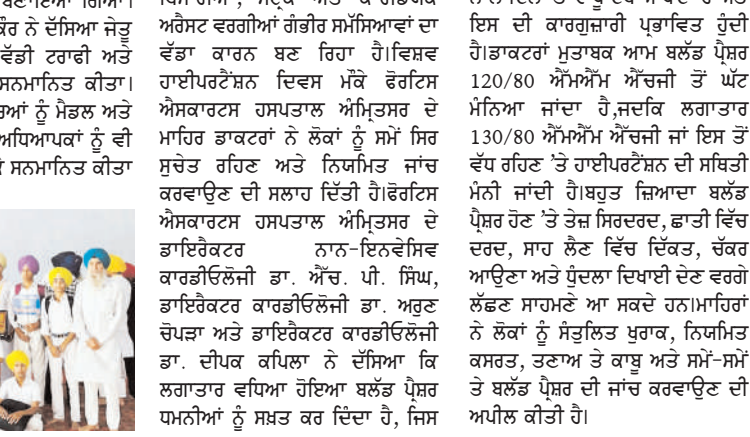 ਕੌਰ ਨੇ ਦੱਸਿਆ ਜੇਤੂ
ਵੱਡੀ ਟਰਾਫੀ ਅਤੇ
ਸਨਮਾਨਿਤ ਕੀਤਾ।
ਨੂੰ ਮੈਡਲ ਅਤੇ
ਅਧਿਆਪਕਾਂ ਨੂੰ ਵੀ
ਸਨਮਾਨਿਤ ਕੀਤਾ
ਅਰੈਸਟ ਵਰਗੀਆਂ ਗੰਭੀਰ ਸਮੱਸਿਆਵਾਂ ਦਾ
ਵੱਡਾ ਕਾਰਨ ਬਣ ਰਿਹਾ ਹੈ।ਵਿਸ਼ਵ
ਹਾਈਪਰਟੈਂਸ਼ਨ ਦਿਵਸ ਮੌਕੇ ਫੋਰਟਿਸ
ਐਸਕਾਰਟਸ ਹਸਪਤਾਲ ਅੰਮ੍ਰਿਤਸਰ ਦੇ
ਮਾਹਿਰ ਡਾਕਟਰਾਂ ਨੇ ਲੋਕਾਂ ਨੂੰ ਸਮੇਂ ਸਿਰ
ਸੁਚੇਤ ਰਹਿਣ ਅਤੇ ਨਿਯਮਿਤ ਜਾਂਚ
ਕਰਵਾਉਣ ਦੀ ਸਲਾਹ ਦਿੱਤੀ ਹੈ।ਫੋਰਟਿਸ
ਐਸਕਾਰਟਸ ਹਸਪਤਾਲ ਅੰਮ੍ਰਿਤਸਰ ਦੇ
ਡਾਇਰੈਕਟਰ ਨਾਨ-ਇਨਵੇਸਿਵ
ਕਾਰਡੀਓਲੋਜੀ ਡਾ. ਐੱਚ. ਪੀ. ਸਿੰਘ,
ਡਾਇਰੈਕਟਰ ਕਾਰਡੀਓਲੋਜੀ ਡਾ. ਅਰੁਣ
ਚੋਪੜਾ ਅਤੇ ਡਾਇਰੈਕਟਰ ਕਾਰਡੀਓਲੋਜੀ
ਡਾ. ਦੀਪਕ ਕਪਿਲਾ ਨੇ ਦੱਸਿਆ ਕਿ
ਲਗਾਤਾਰ ਵਧਿਆ ਹੋਇਆ ਬਲੱਡ ਪ੍ਰੈਸ਼ਰ
ਧਮਨੀਆਂ ਨੂੰ ਸਖ਼ਤ ਕਰ ਦਿੰਦਾ ਹੈ, ਜਿਸ
ਇਸ ਦੀ ਕਾਰਗੁਜ਼ਾਰੀ ਪ੍ਰਭਾਵਿਤ ਹੁੰਦੀ
ਹੈ।ਡਾਕਟਰਾਂ ਮੁਤਾਬਕ ਆਮ ਬਲੱਡ ਪ੍ਰੈਸ਼ਰ
120/80 ਐੱਮਐੱਮ ਐੱਚਜੀ ਤੋਂ ਘੱਟ
ਮੰਨਿਆ ਜਾਂਦਾ ਹੈ,ਜਦਕਿ ਲਗਾਤਾਰ
130/80 ਐੱਮਐੱਮ ਐੱਚਜੀ ਜਾਂ ਇਸ ਤੋਂ
ਵੱਧ ਰਹਿਣ ’ਤੇ ਹਾਈਪਰਟੈਂਸ਼ਨ ਦੀ ਸਥਿਤੀ
ਮੰਨੀ ਜਾਂਦੀ ਹੈ।ਬਹੁਤ ਜ਼ਿਆਦਾ ਬਲੱਡ
ਪ੍ਰੈਸ਼ਰ ਹੋਣ ’ਤੇ ਤੇਜ਼ ਸਿਰਦਰਦ, ਛਾਤੀ ਵਿੱਚ
ਦਰਦ, ਸਾਹ ਲੈਣ ਵਿੱਚ ਦਿੱਕਤ, ਚੱਕਰ
ਆਉਣਾ ਅਤੇ ਧੁੰਦਲਾ ਦਿਖਾਈ ਦੇਣ ਵਰਗੇ
ਲੱਛਣ ਸਾਹਮਣੇ ਆ ਸਕਦੇ ਹਨ।ਮਾਹਿਰਾਂ
ਨੇ ਲੋਕਾਂ ਨੂੰ ਸੰਤੁਲਿਤ ਖੁਰਾਕ, ਨਿਯਮਿਤ
ਕਸਰਤ, ਤਣਾਅ ਤੇ ਕਾਬੂ ਅਤੇ ਸਮੇਂ-ਸਮੇਂ
ਤੇ ਬਲੱਡ ਪ੍ਰੈਸ਼ਰ ਦੀ ਜਾਂਚ ਕਰਵਾਉਣ ਦੀ
ਅਪੀਲ ਕੀਤੀ ਹੈ।